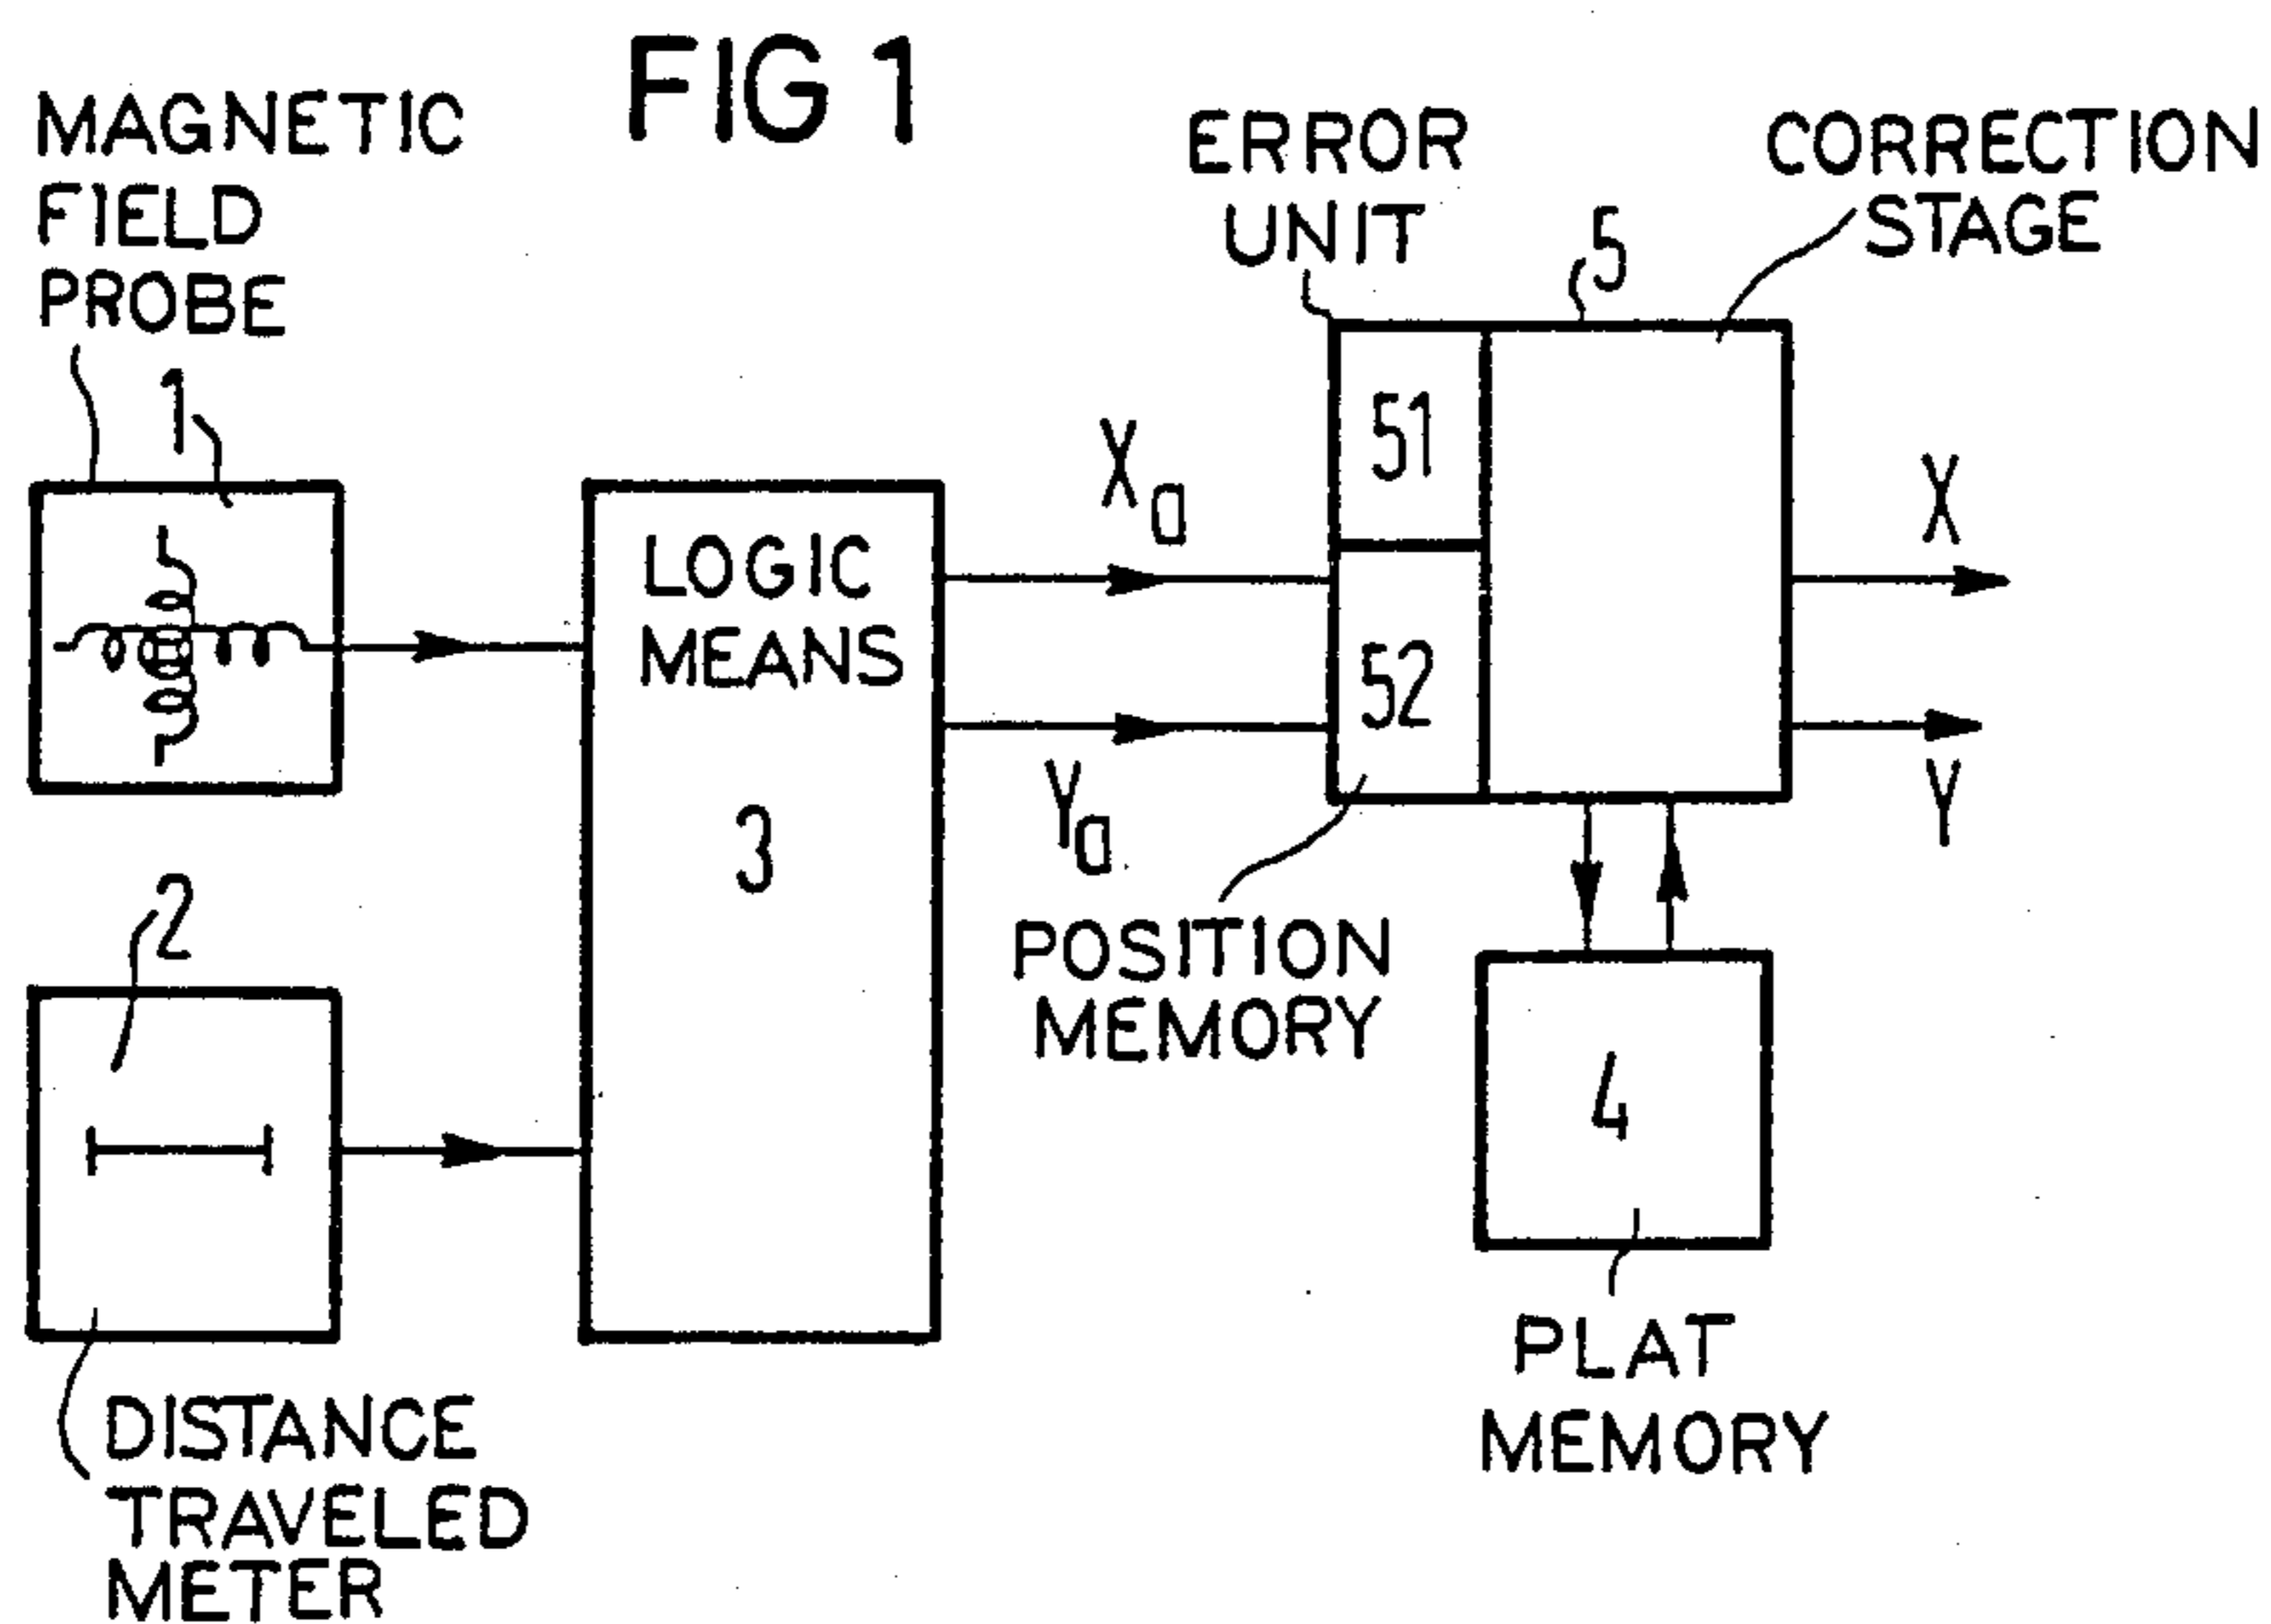 FIG 1
MAGNETIC
FIELD
PROBE
1
2
DISTANCE
TRAVELED
METER
LOGIC
MEANS
3
Xa
Ya
ERROR
UNIT
5
CORRECTION
STAGE
51
52
POSITION
MEMORY
X
Y
4
PLAT
MEMORY